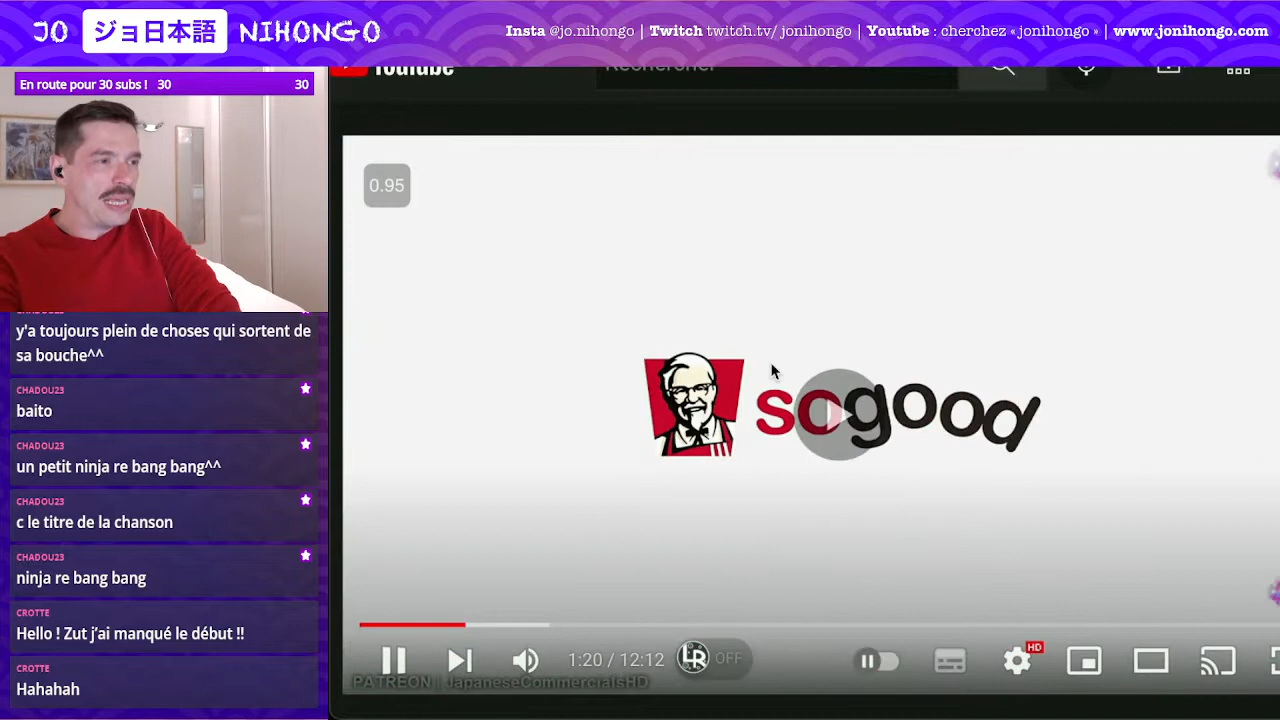 JO ジョ日本語 NIHONGO
Insta @jo.nihongo | Twitch twitch.tv/ jonihongo | Youtube : cherchez « jonihongo » | www.jonihongo.com
En route pour 30 subs ! 30 30
YouTube
Rechercher
0.95
sogood
y'a toujours plein de choses qui sortent de
sa bouche^^
CHADOU23
baito
CHADOU23
un petit ninja re bang bang^^
CHADOU23
c le titre de la chanson
CHADOU23
ninja re bang bang
CROTTE
Hello ! Zut j'ai manqué le début !!
CROTTE
Hahahah
1:20 / 12:12
LR OFF
HD
PATREON | JapaneseCommercialsHD